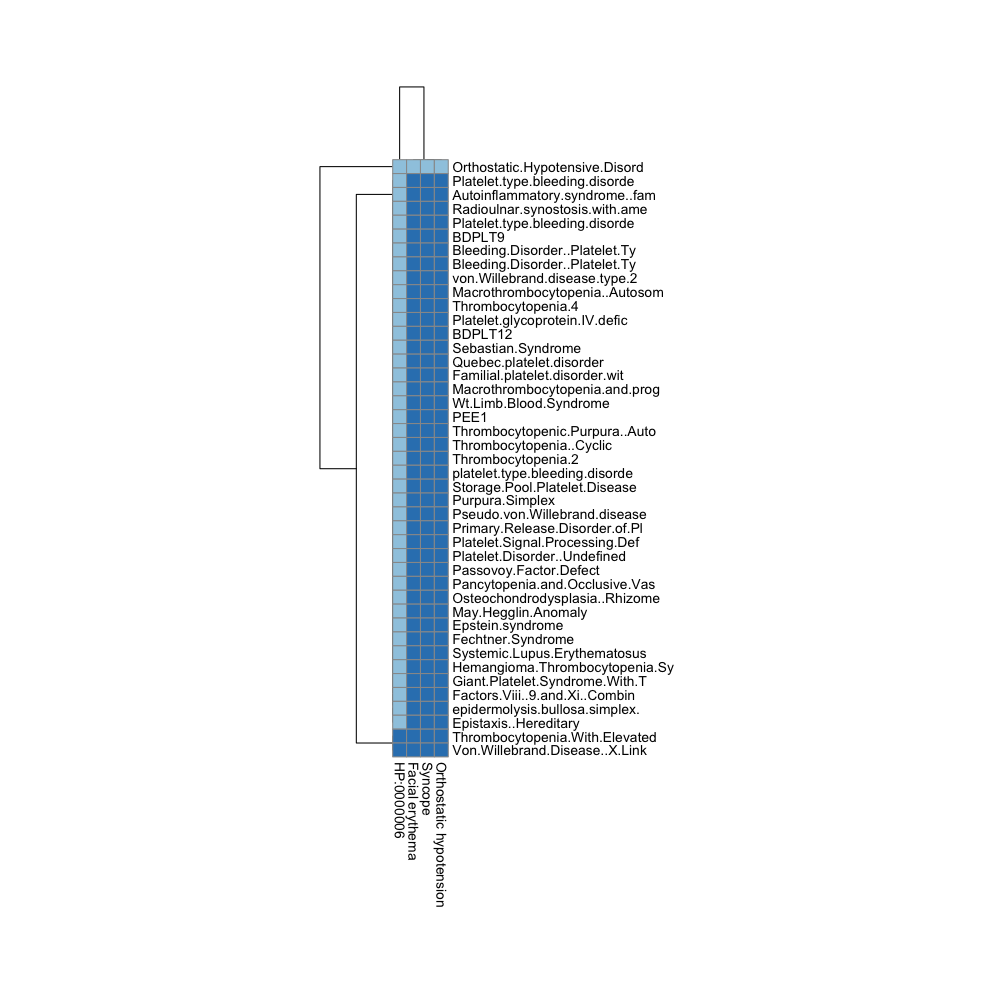 Orthostatic.Hypotensive.Disord
Platelet.type.bleeding.disorde
Autoinflammatory.syndrome..fam
Radioulnar.synostosis.with.ame
Platelet.type.bleeding.disorde
BDPLT9
Bleeding.Disorder..Platelet.Ty
Bleeding.Disorder..Platelet.Ty
von.Willebrand.disease.type.2
Macrothrombocytopenia..Autosom
Thrombocytopenia.4
Platelet.glycoprotein.IV.defic
BDPLT12
Sebastian.Syndrome
Quebec.platelet.disorder
Familial.platelet.disorder.wit
Macrothrombocytopenia.and.prog
Wt.Limb.Blood.Syndrome
PEE1
Thrombocytopenic.Purpura..Auto
Thrombocytopenia..Cyclic
Thrombocytopenia.2
platelet.type.bleeding.disorde
Storage.Pool.Platelet.Disease
Purpura.Simplex
Pseudo.von.Willebrand.disease
Primary.Release.Disorder.of.Pl
Platelet.Signal.Processing.Def
Platelet.Disorder..Undefined
Passovoy.Factor.Defect
Pancytopenia.and.Occlusive.Vas
Osteochondrodysplasia..Rhizome
May.Hegglin.Anomaly
Epstein.syndrome
Fechtner.Syndrome
Systemic.Lupus.Erythematosus
Hemangioma.Thrombocytopenia.Sy
Giant.Platelet.Syndrome.With.T
Factors.Viii..9.and.Xi..Combin
epidermolysis.bullosa.simplex.
Epistaxis..Hereditary
Thrombocytopenia.With.Elevated
Von.Willebrand.Disease..X.Link
HP:0000006
Facial erythema
Syncope
Orthostatic hypotension